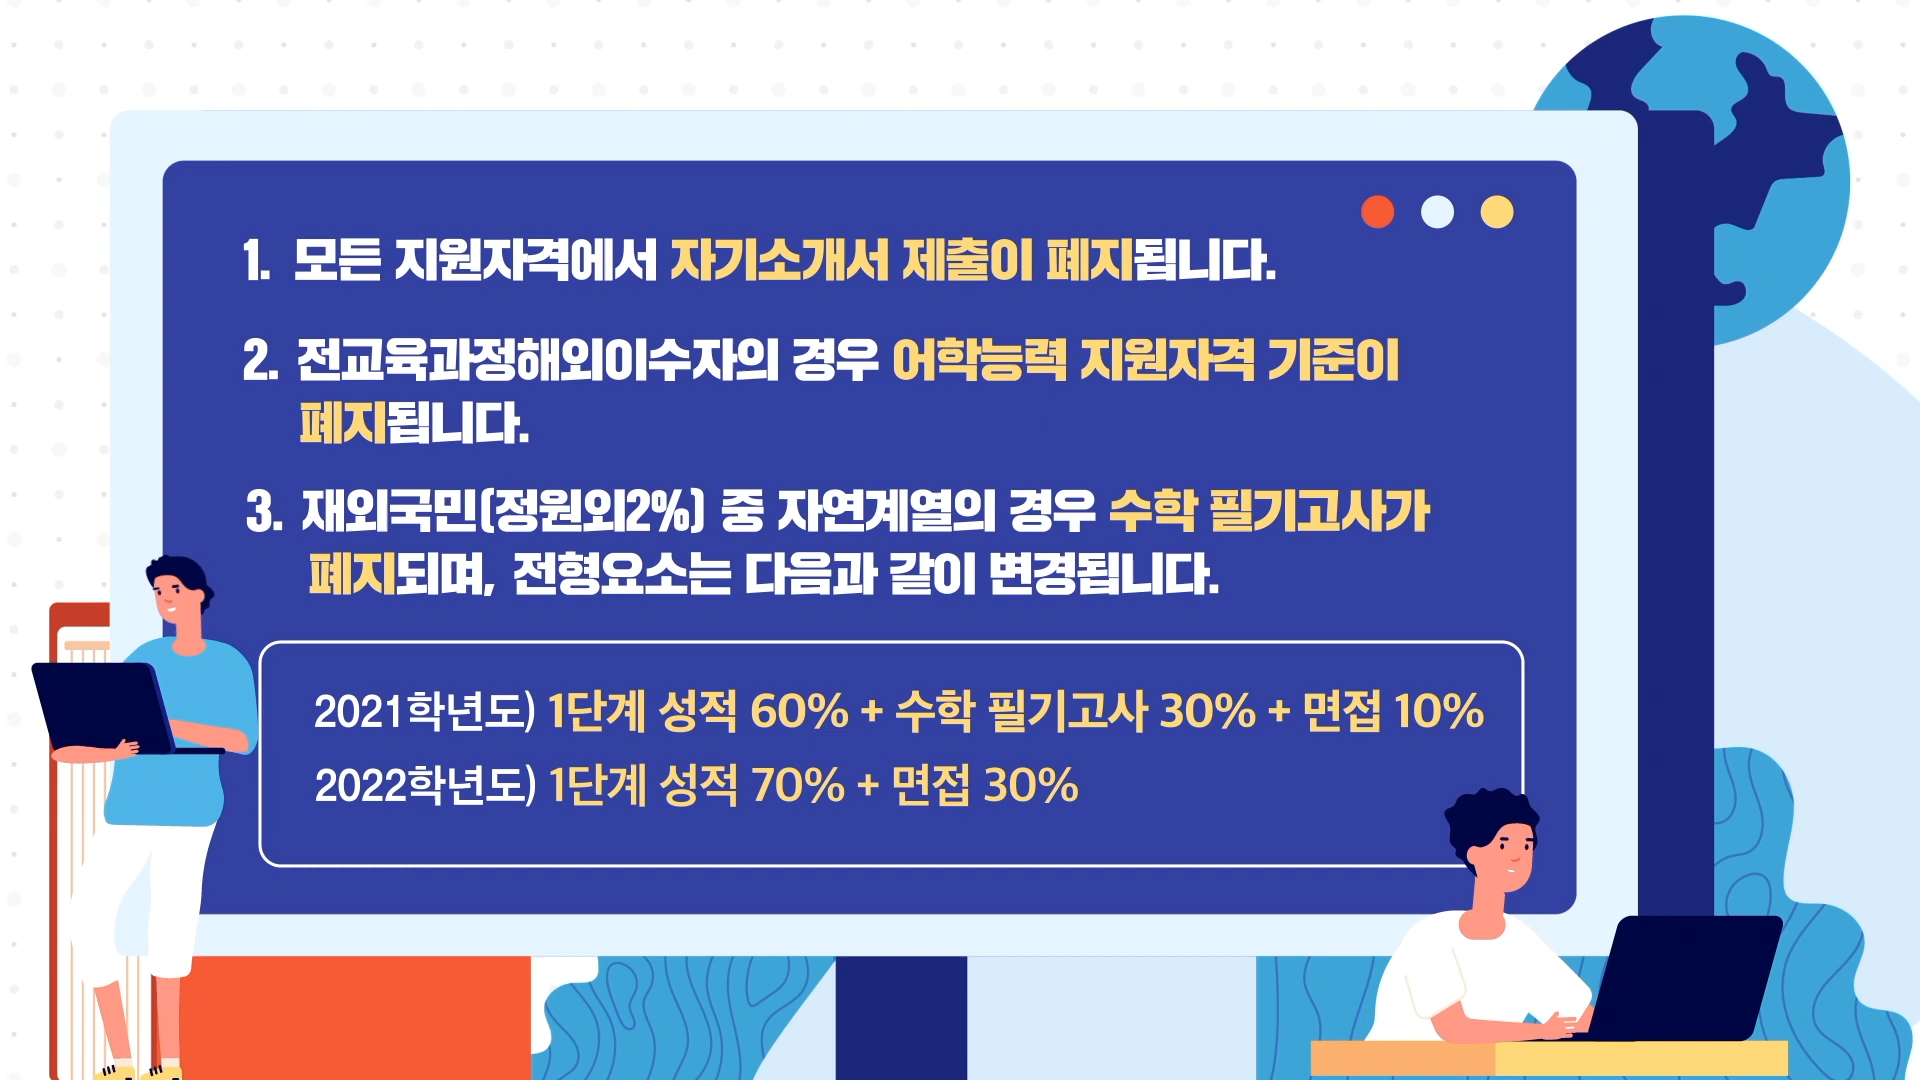 1. 모든 지원자격에서 자기소개서 제출이 폐지됩니다.
2. 전교육과정해외이수자의 경우 어학능력 지원자격 기준이
폐지됩니다.
3. 재외국민(정원외2%) 중 자연계열의 경우 수학 필기고사가
폐지되며, 전형요소는 다음과 같이 변경됩니다.
2021학년도) 1단계 성적 60% + 수학 필기고사 30% + 면접 10%
2022학년도) 1단계 성적 70% + 면접 30%